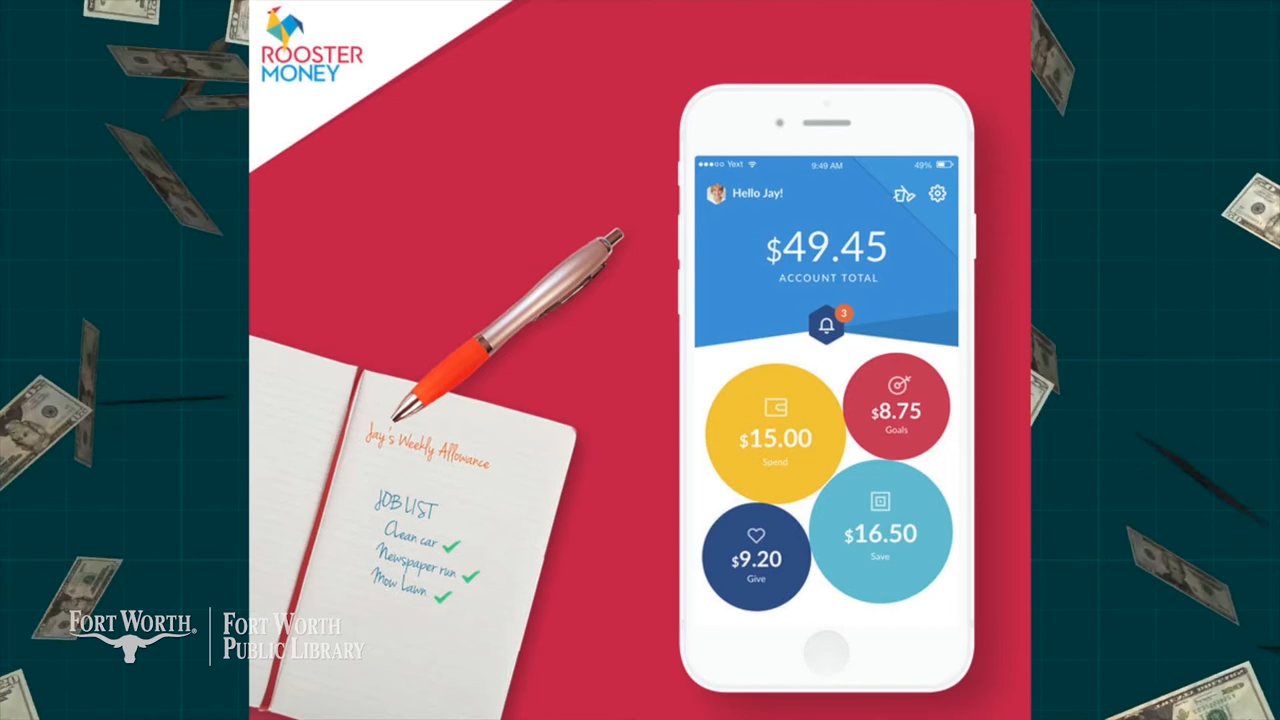 ROOSTER
MONEY
Yext
9:49 AM
49%
Hello Jay!
$49.45
ACCOUNT TOTAL
3
$15.00
Spend
$8.75
Goals
$9.20
Give
$16.50
Save
Jay's Weekly Allowance
JOB LIST
Clean car
Newspaper run
Mow Lawn
FORT WORTH®
FORT WORTH
PUBLIC LIBRARY